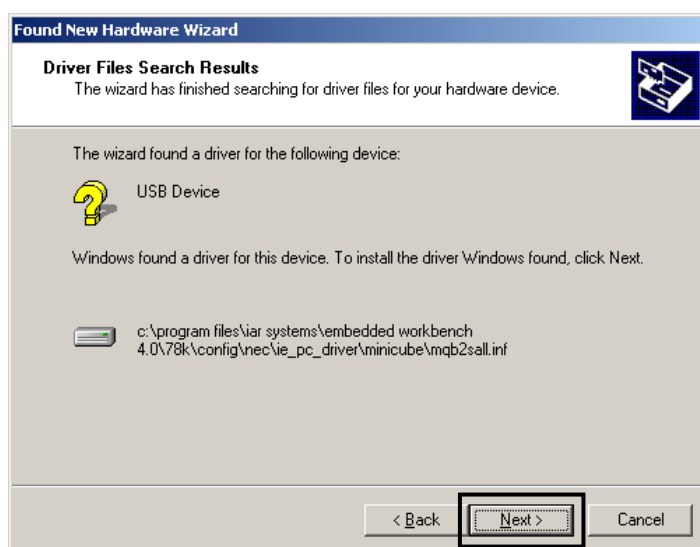 Found New Hardware Wizard
Driver Files Search Results
The wizard has finished searching for driver files for your hardware device.
The wizard found a driver for the following device:
USB Device
Windows found a driver for this device. To install the driver Windows found, click Next.
c:\program files\iar systems\embedded workbench
4.0\78k\config\nec\ie_pc_driver\minicube\mqb2sall.inf
< Back
Next >
Cancel